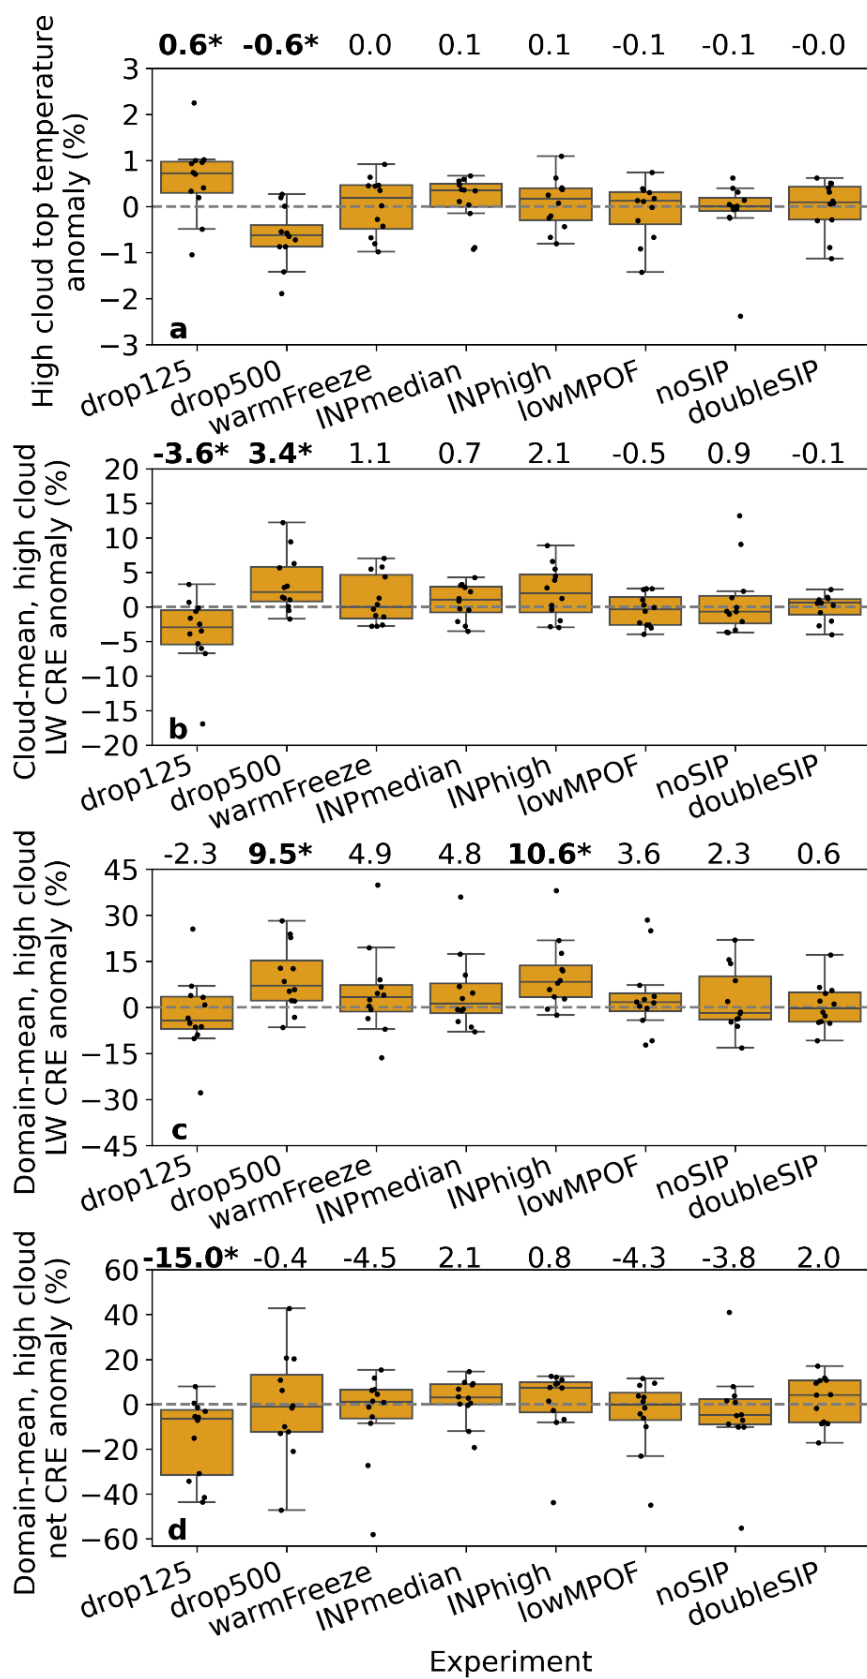 0.6* -0.6* 0.0 0.1 0.1 -0.1 -0.1 -0.0
High cloud top temperature
anomaly (%)
3
2
1
0
−1
−2
−3
a
drop125 drop500 warmFreeze INPmedian INPhigh lowMPOF noSIP doubleSIP
-3.6* 3.4* 1.1 0.7 2.1 -0.5 0.9 -0.1
Cloud-mean, high cloud
LW CRE anomaly (%)
20
15
10
5
0
−5
−10
−15
−20
b
drop125 drop500 warmFreeze INPmedian INPhigh lowMPOF noSIP doubleSIP
-2.3 9.5* 4.9 4.8 10.6* 3.6 2.3 0.6
Domain-mean, high cloud
LW CRE anomaly (%)
45
30
15
0
−15
−30
−45
c
drop125 drop500 warmFreeze INPmedian INPhigh lowMPOF noSIP doubleSIP
-15.0* -0.4 -4.5 2.1 0.8 -4.3 -3.8 2.0
Domain-mean, high cloud
net CRE anomaly (%)
60
40
20
0
−20
−40
−60
d
drop125 drop500 warmFreeze INPmedian INPhigh lowMPOF noSIP doubleSIP
Experiment